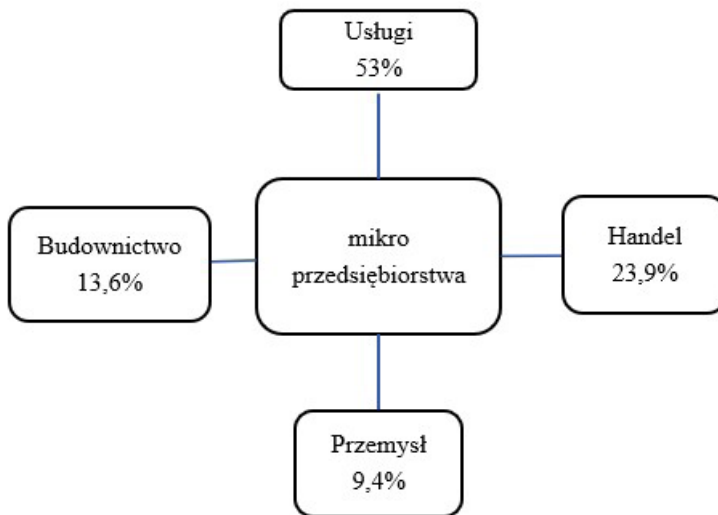 Usługi
53%
Budownictwo
13,6%
mikro
przedsiębiorstwa
Handel
23,9%
Przemysł
9,4%